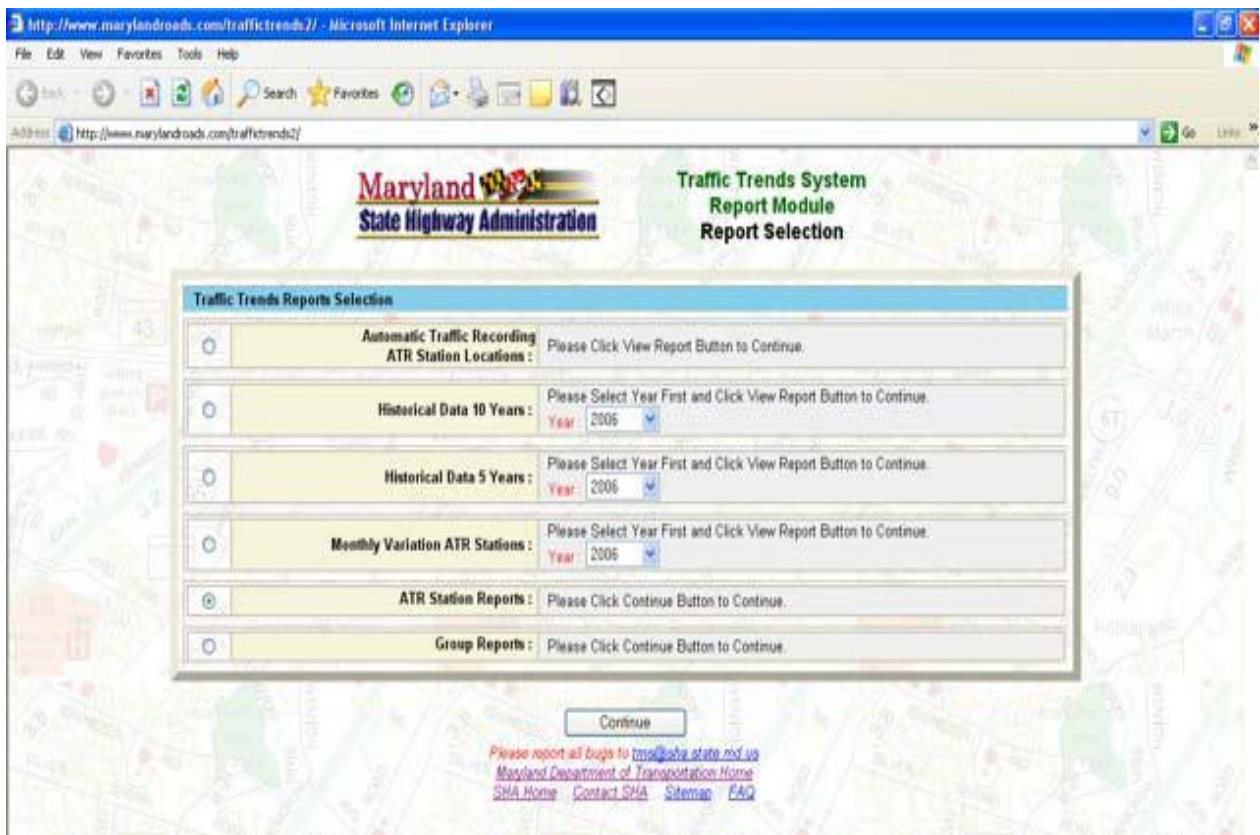 http://www.marylandroads.com/traffictrends2/ - Microsoft Internet Explorer
File Edit View Favorites Tools Help
Back Search Favorites
Address http://www.marylandroads.com/traffictrends2/ Go Links »
Maryland
State Highway Administration
Traffic Trends System
Report Module
Report Selection
Traffic Trends Reports Selection
Automatic Traffic Recording
ATR Station Locations :
Please Click View Report Button to Continue.
Historical Data 10 Years :
Please Select Year First and Click View Report Button to Continue.
Year : 2006
Historical Data 5 Years :
Please Select Year First and Click View Report Button to Continue.
Year : 2006
Monthly Variation ATR Stations :
Please Select Year First and Click View Report Button to Continue.
Year : 2006
ATR Station Reports :
Please Click Continue Button to Continue.
Group Reports :
Please Click Continue Button to Continue.
Continue
Please report all bugs to tms@sha.state.md.us
Maryland Department of Transportation Home
SHA Home Contact SHA Sitemap FAQ